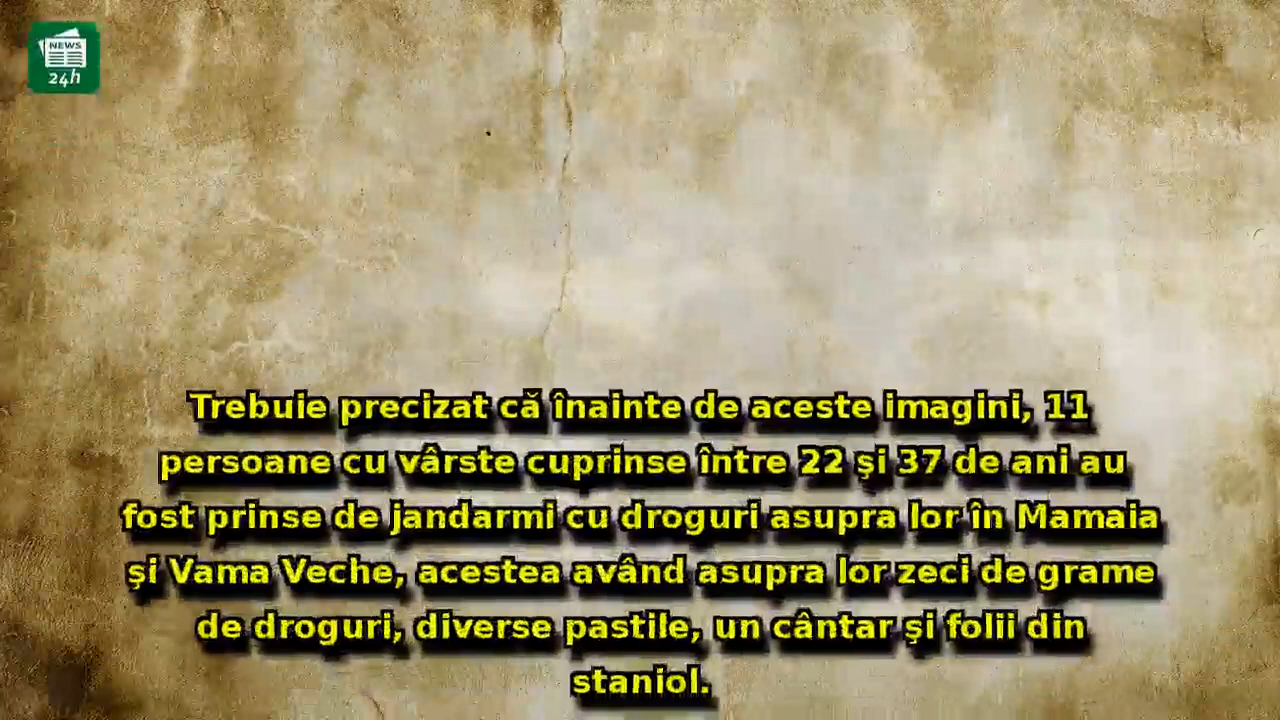 NEWS
24h
Trebuie precizat că înainte de aceste imagini, 11
persoane cu vârste cuprinse între 22 şi 37 de ani au
fost prinse de jandarmi cu droguri asupra lor în Mamaia
şi Vama Veche, acestea având asupra lor zeci de grame
de droguri, diverse pastile, un cântar şi folii din
staniol.